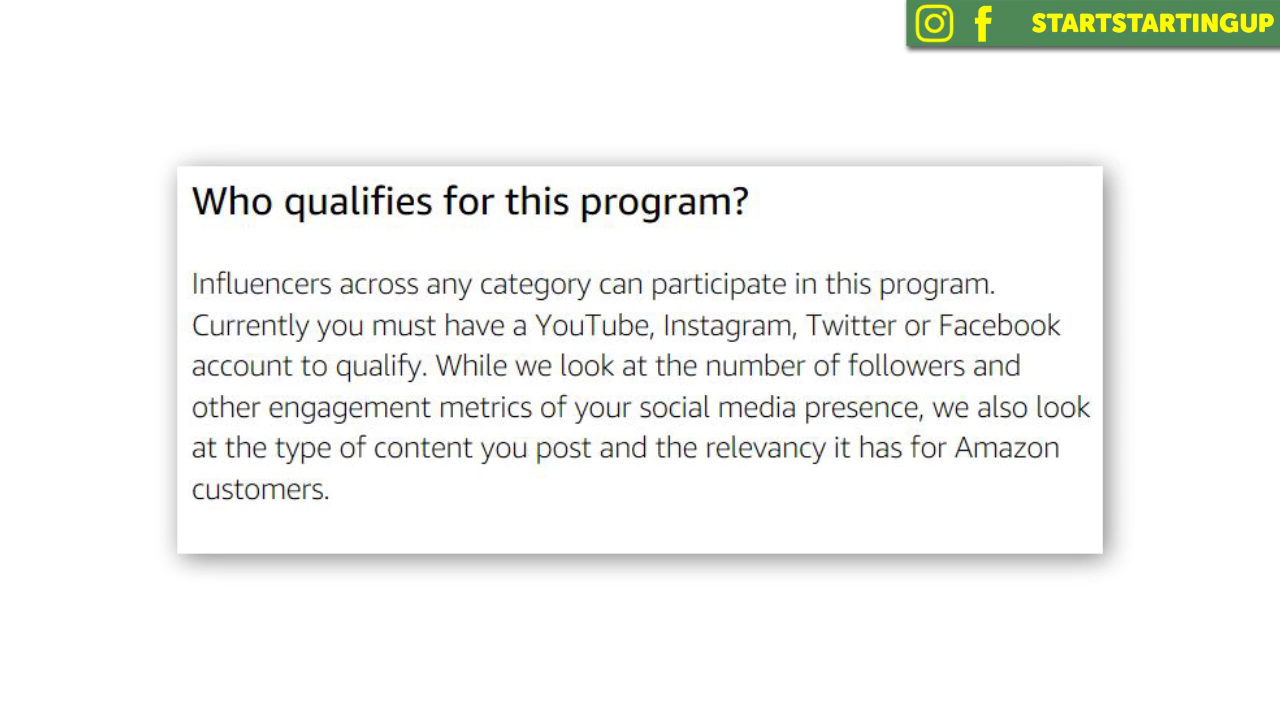 STARTSTARTINGUP
Who qualifies for this program?
Influencers across any category can participate in this program.
Currently you must have a YouTube, Instagram, Twitter or Facebook
account to qualify. While we look at the number of followers and
other engagement metrics of your social media presence, we also look
at the type of content you post and the relevancy it has for Amazon
customers.